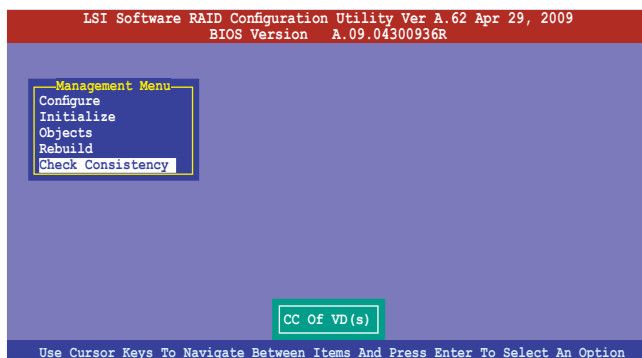 LSI Software RAID Configuration Utility Ver A.62 Apr 29, 2009
BIOS Version A.09.04300936R
Management Menu
Configure
Initialize
Objects
Rebuild
Check Consistency
CC Of VD(s)
Use Cursor Keys To Navigate Between Items And Press Enter To Select An Option